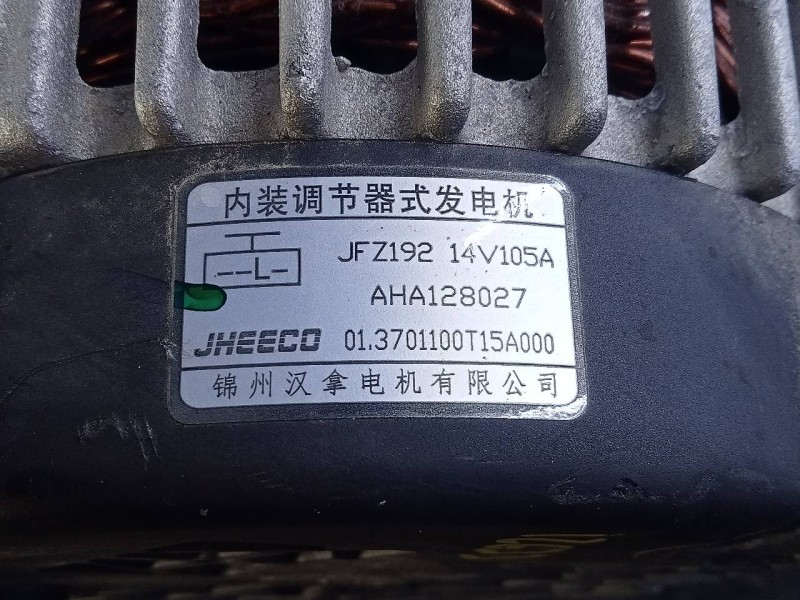 内装调节器式发电机
JFZ192 14V105A
--L-
AHA128027
JHEECO 01.3701100T15A000
锦州汉拿电机有限公司